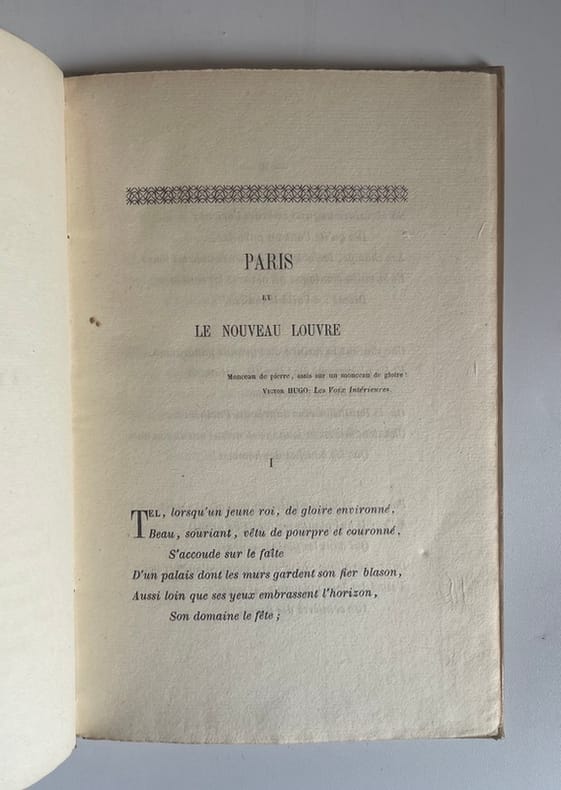 PARIS
ET
LE NOUVEAU LOUVRE
Monceau de pierre, assis sur un monceau de gloire!
VICTOR HUGO: Les Voix Intérieures.
I
TEL, lorsqu'un jeune roi, de gloire environné,
Beau, souriant, vêtu de pourpre et couronné,
S'accoude sur le faîte
D'un palais dont les murs gardent son fier blason,
Aussi loin que ses yeux embrassent l'horizon,
Son domaine le fête;